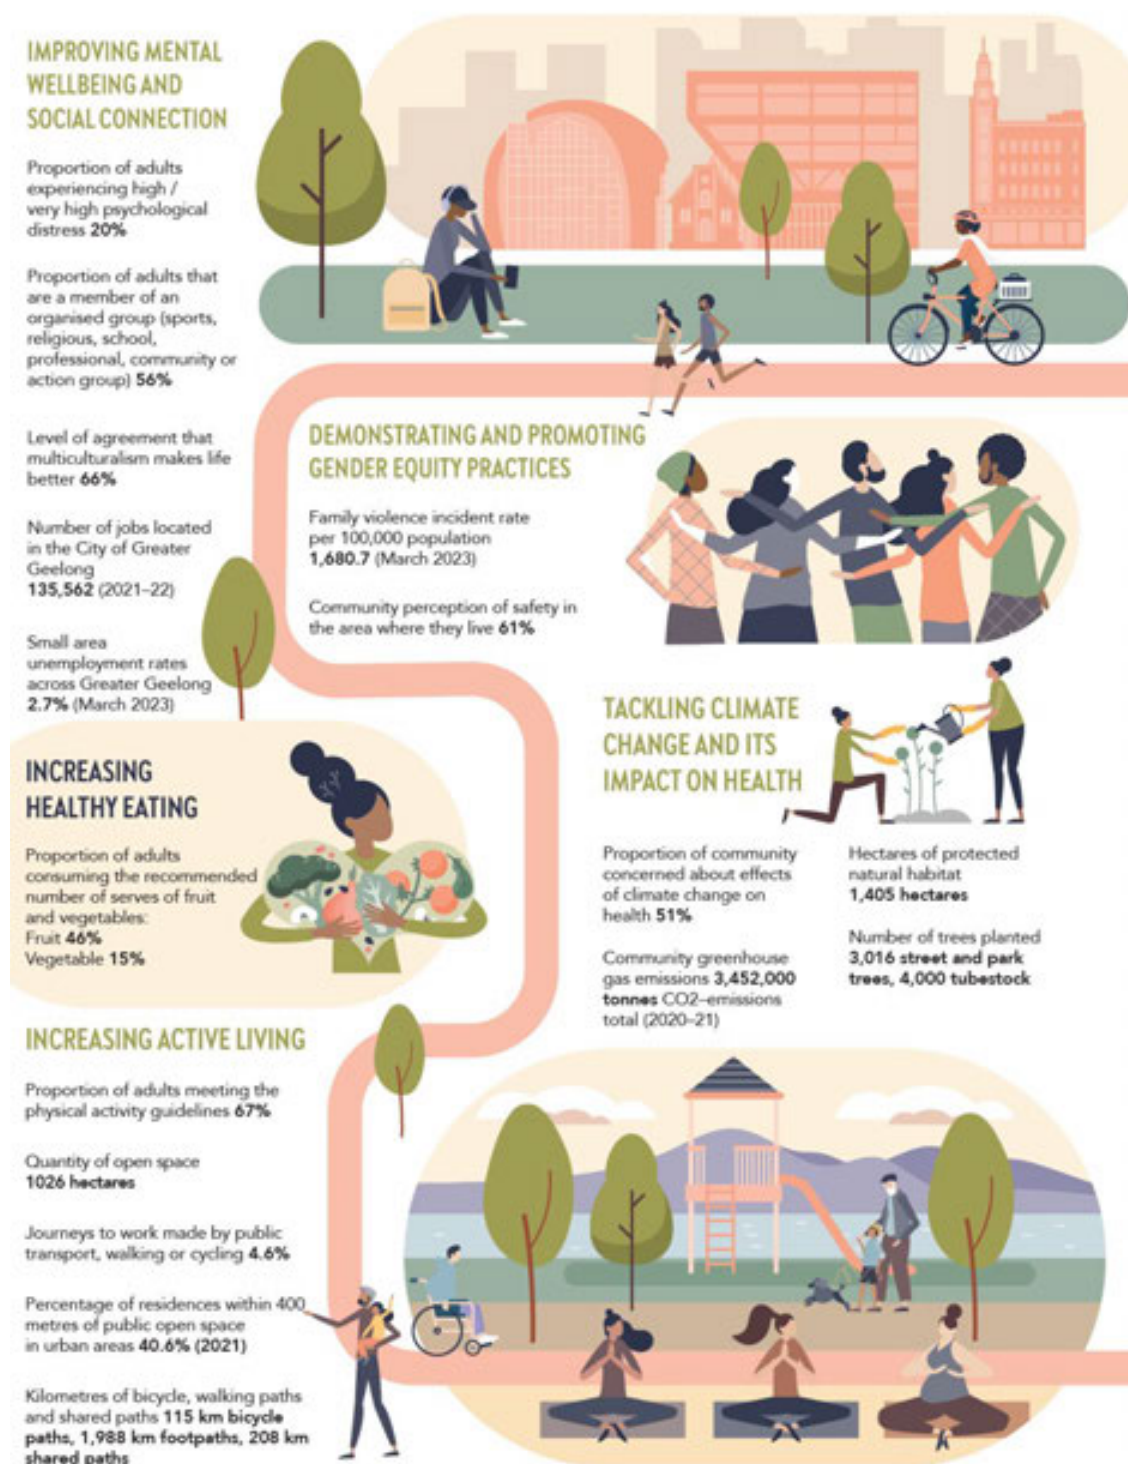 IMPROVING MENTAL
WELLBEING AND
SOCIAL CONNECTION
Proportion of adults
experiencing high /
very high psychological
distress 20%
Proportion of adults that
are a member of an
organised group (sports,
religious, school,
professional, community or
action group) 56%
Level of agreement that
multiculturalism makes life
better 66%
Number of jobs located
in the City of Greater
Geelong
135,562 (2021–22)
Small area
unemployment rates
across Greater Geelong
2.7% (March 2023)
DEMONSTRATING AND PROMOTING
GENDER EQUITY PRACTICES
Family violence incident rate
per 100,000 population
1,680.7 (March 2023)
Community perception of safety in
the area where they live 61%
TACKLING CLIMATE
CHANGE AND ITS
IMPACT ON HEALTH
Proportion of community
concerned about effects
of climate change on
health 51%
Community greenhouse
gas emissions 3,452,000
tonnes CO2–emissions
total (2020–21)
Hectares of protected
natural habitat
1,405 hectares
Number of trees planted
3,016 street and park
trees, 4,000 tubestock
INCREASING
HEALTHY EATING
Proportion of adults
consuming the recommended
number of serves of fruit
and vegetables:
Fruit 46%
Vegetable 15%
INCREASING ACTIVE LIVING
Proportion of adults meeting the
physical activity guidelines 67%
Quantity of open space
1026 hectares
Journeys to work made by public
transport, walking or cycling 4.6%
Percentage of residences within 400
metres of public open space
in urban areas 40.6% (2021)
Kilometres of bicycle, walking paths
and shared paths 115 km bicycle
paths, 1,988 km footpaths, 208 km
shared paths